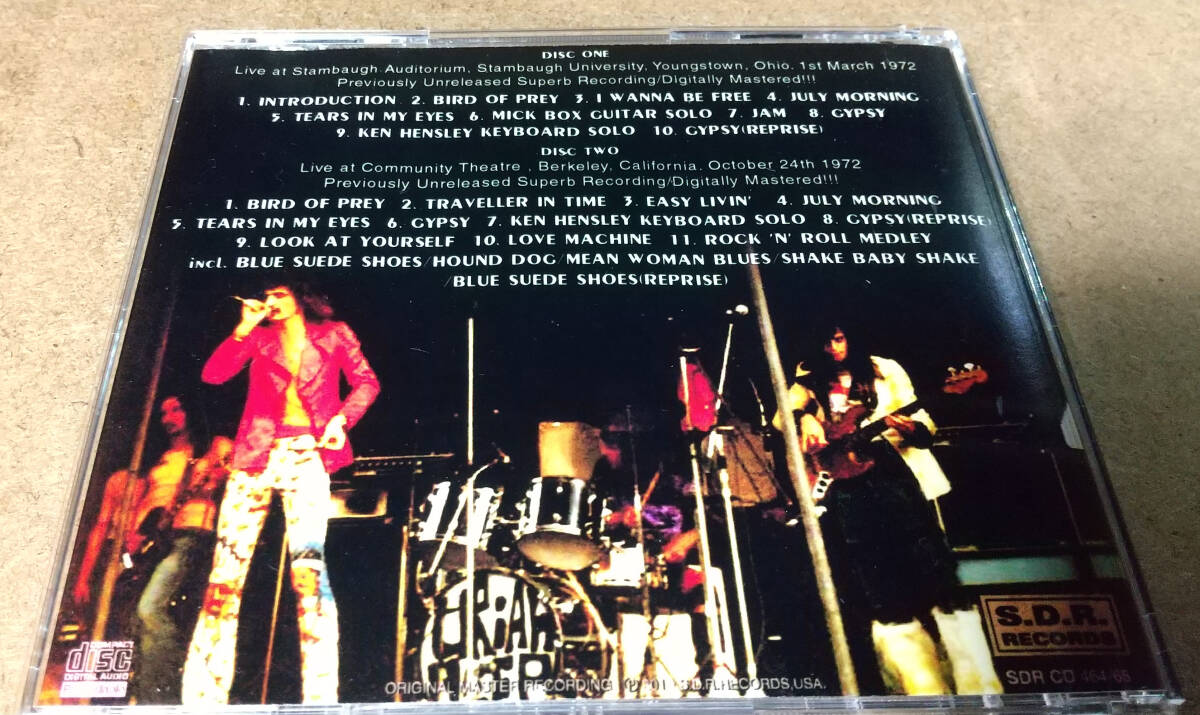 DISC ONE
Live at Stambaugh Auditorium, Stambaugh University, Youngstown, Ohio. 1st March 1972
Previously Unreleased Superb Recording/Digitally Mastered!!!
1. INTRODUCTION 2. BIRD OF PREY 3. I WANNA BE FREE 4. JULY MORNING
5. TEARS IN MY EYES 6. MICK BOX GUITAR SOLO 7. JAM 8. GYPSY
9. KEN HENSLEY KEYBOARD SOLO 10. GYPSY(REPRISE)
DISC TWO
Live at Community Theatre , Berkeley, California. October 24th 1972
Previously Unreleased Superb Recording/Digitally Mastered!!!
1. BIRD OF PREY 2. TRAVELLER IN TIME 3. EASY LIVIN' 4. JULY MORNING
5. TEARS IN MY EYES 6. GYPSY 7. KEN HENSLEY KEYBOARD SOLO 8. GYPSY(REPRISE)
9. LOOK AT YOURSELF 10. LOVE MACHINE 11. ROCK 'N' ROLL MEDLEY
incl. BLUE SUEDE SHOES/HOUND DOG/MEAN WOMAN BLUES/SHAKE BABY SHAKE
/BLUE SUEDE SHOES(REPRISE)
URIAH
S.D.R.
RECORDS
COMPACT
disc
DIGITAL AUDIO
ORIGINAL MASTER RECORDING S.D.R.RECORDS,USA.
SDR CD 464/65